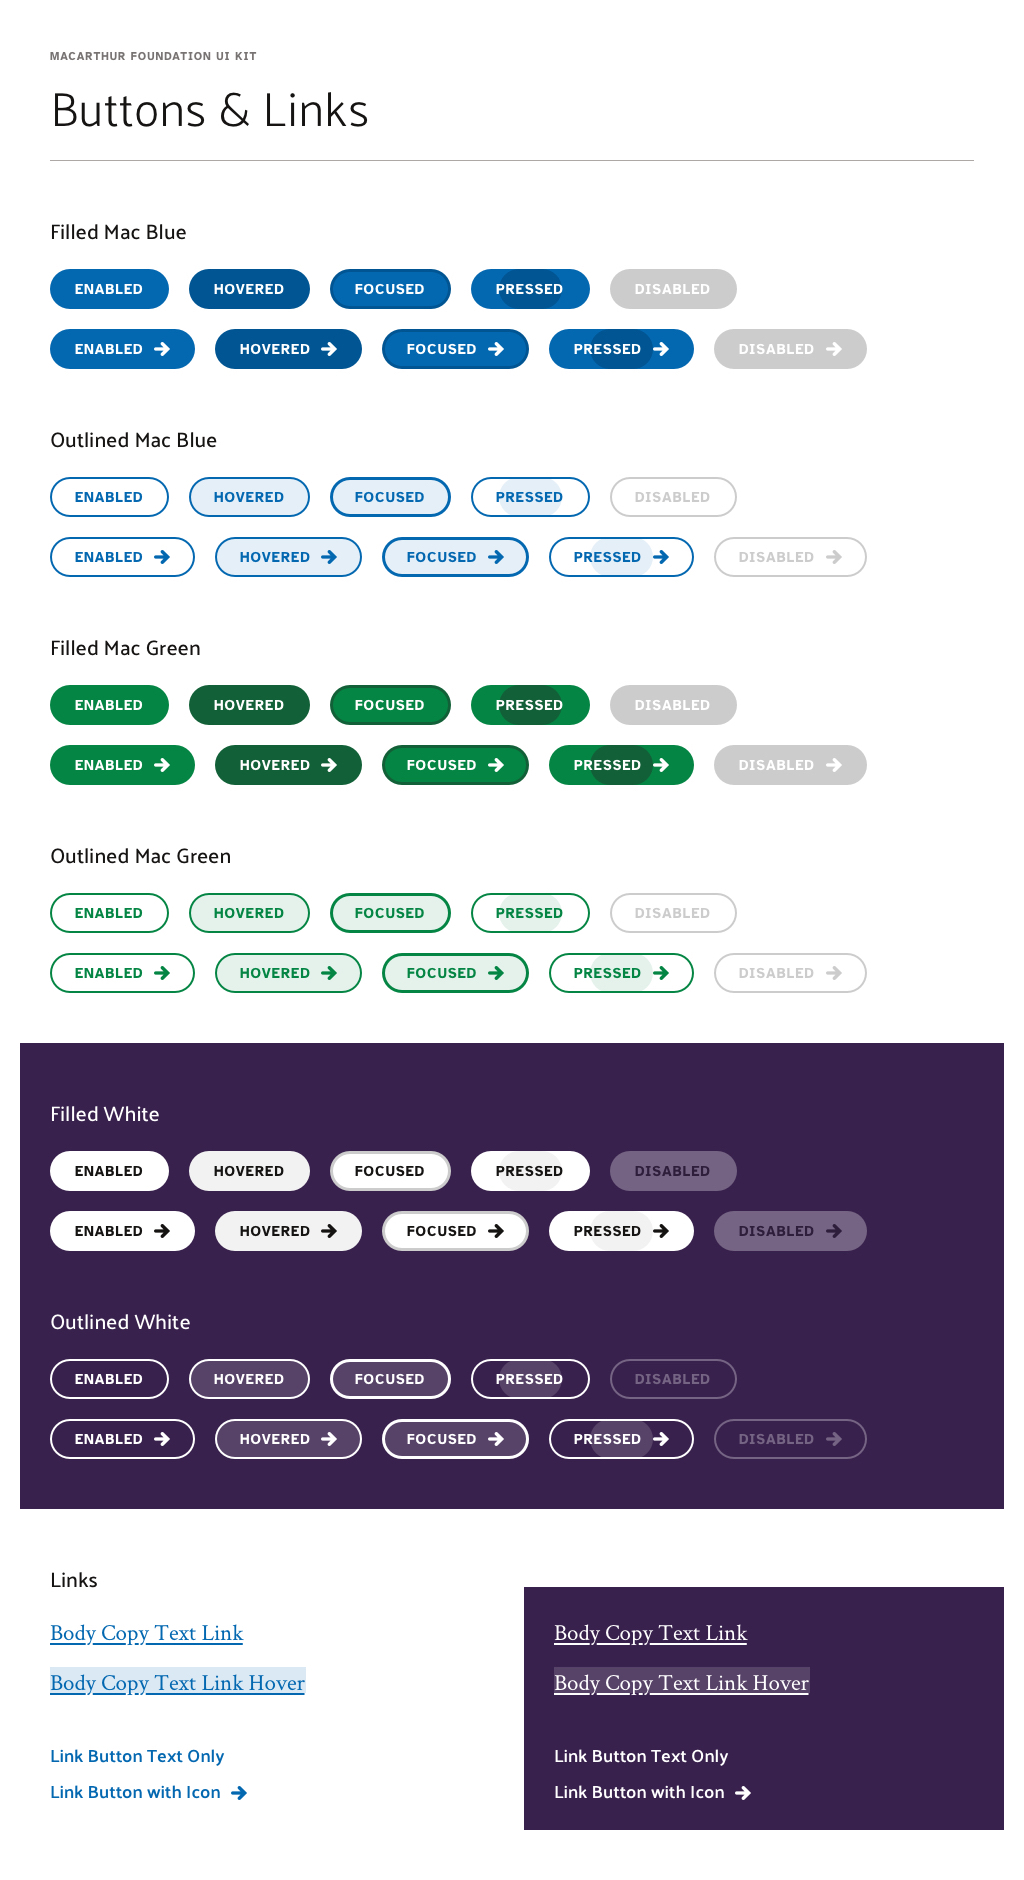 MACARTHUR FOUNDATION UI KIT
Buttons & Links
Filled Mac Blue
ENABLED HOVERED FOCUSED PRESSED DISABLED
ENABLED HOVERED FOCUSED PRESSED DISABLED
Outlined Mac Blue
ENABLED HOVERED FOCUSED PRESSED DISABLED
ENABLED HOVERED FOCUSED PRESSED DISABLED
Filled Mac Green
ENABLED HOVERED FOCUSED PRESSED DISABLED
ENABLED HOVERED FOCUSED PRESSED DISABLED
Outlined Mac Green
ENABLED HOVERED FOCUSED PRESSED DISABLED
ENABLED HOVERED FOCUSED PRESSED DISABLED
Filled White
ENABLED HOVERED FOCUSED PRESSED DISABLED
ENABLED HOVERED FOCUSED PRESSED DISABLED
Outlined White
ENABLED HOVERED FOCUSED PRESSED DISABLED
ENABLED HOVERED FOCUSED PRESSED DISABLED
Links
Body Copy Text Link
Body Copy Text Link Hover
Link Button Text Only
Link Button with Icon
Body Copy Text Link
Body Copy Text Link Hover
Link Button Text Only
Link Button with Icon